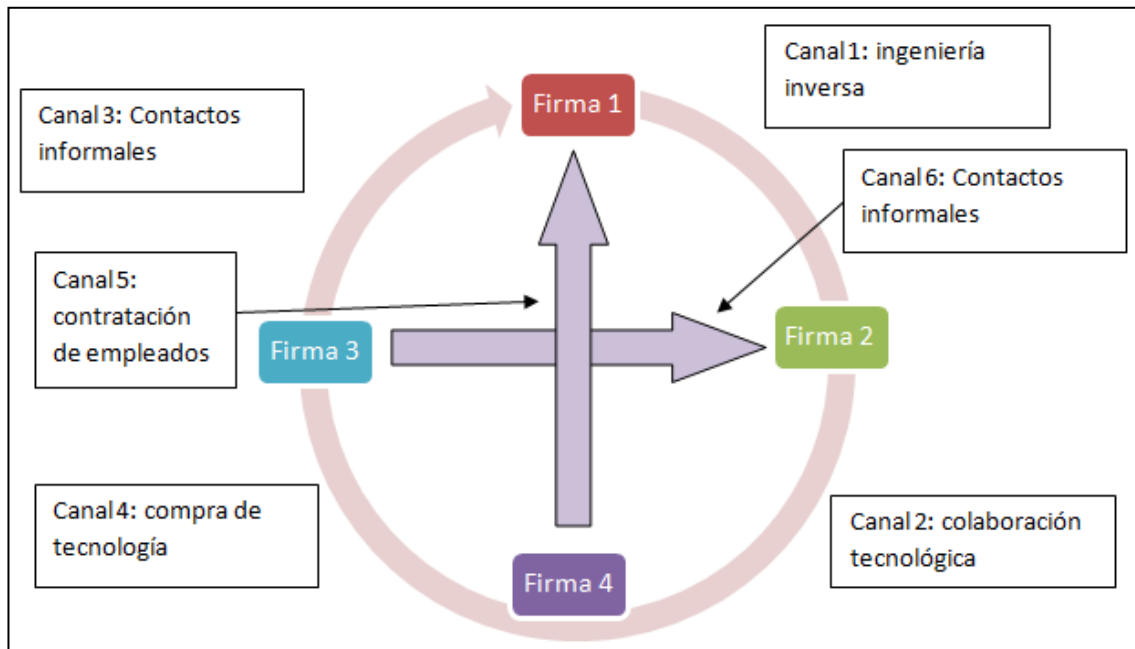 Canal 1: ingeniería
inversa
Firma 1
Canal 3: Contactos
informales
Canal 6: Contactos
informales
Canal 5:
contratación
de empleados
Firma 3
Firma 2
Canal 4: compra de
tecnología
Canal 2: colaboración
tecnológica
Firma 4